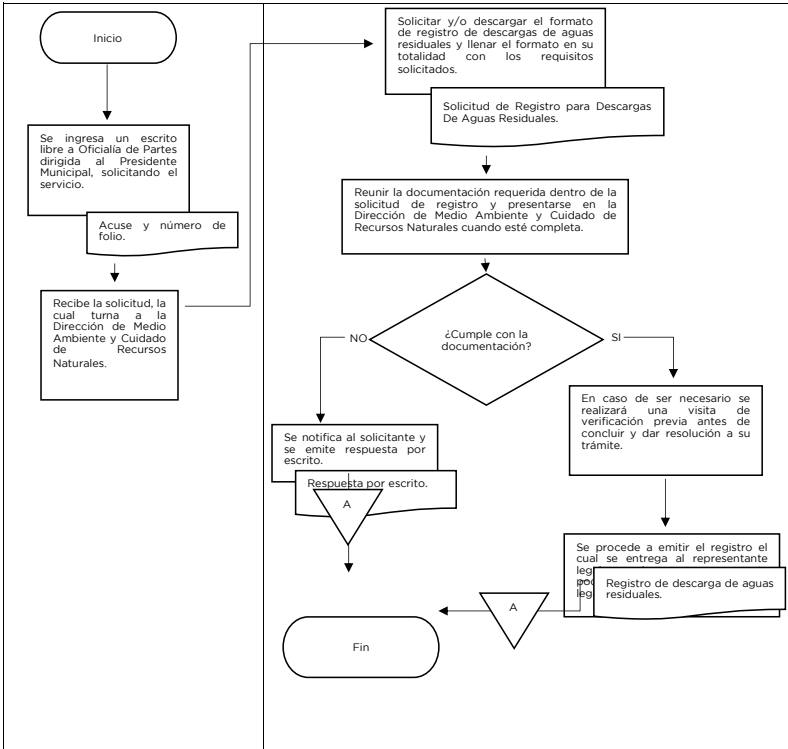 Inicio
Se ingresa un escrito
libre a Oficialía de Partes
dirigida al Presidente
Municipal, solicitando el
servicio.
Acuse y número de
folio.
Recibe la solicitud, la
cual turna a la
Dirección de Medio
Ambiente y Cuidado
de Recursos
Naturales.
Solicitar y/o descargar el formato
de registro de descargas de aguas
residuales y llenar el formato en su
totalidad con los requisitos
solicitados.
Solicitud de Registro para Descargas
De Aguas Residuales.
Reunir la documentación requerida dentro de la
solicitud de registro y presentarse en la
Dirección de Medio Ambiente y Cuidado de
Recursos Naturales cuando esté completa.
¿Cumple con la
documentación?
NO
SI
Se notifica al solicitante y
se emite respuesta por
escrito.
Respuesta por escrito.
A
En caso de ser necesario se
realizará una visita de
verificación previa antes de
concluir y dar resolución a su
trámite.
Se procede a emitir el registro el
cual se entrega al representante
Registro de descarga de aguas
residuales.
A
Fin